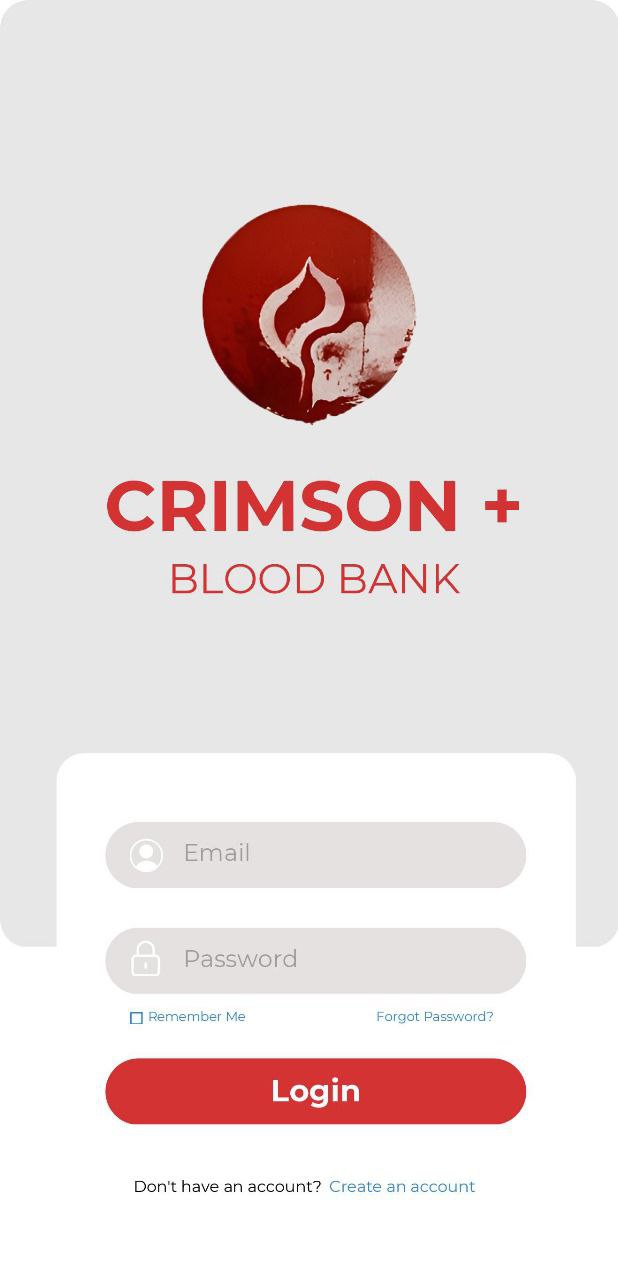 CRIMSON +
BLOOD BANK
Email
Password
Remember Me Forgot Password?
Login
Don't have an account? Create an account